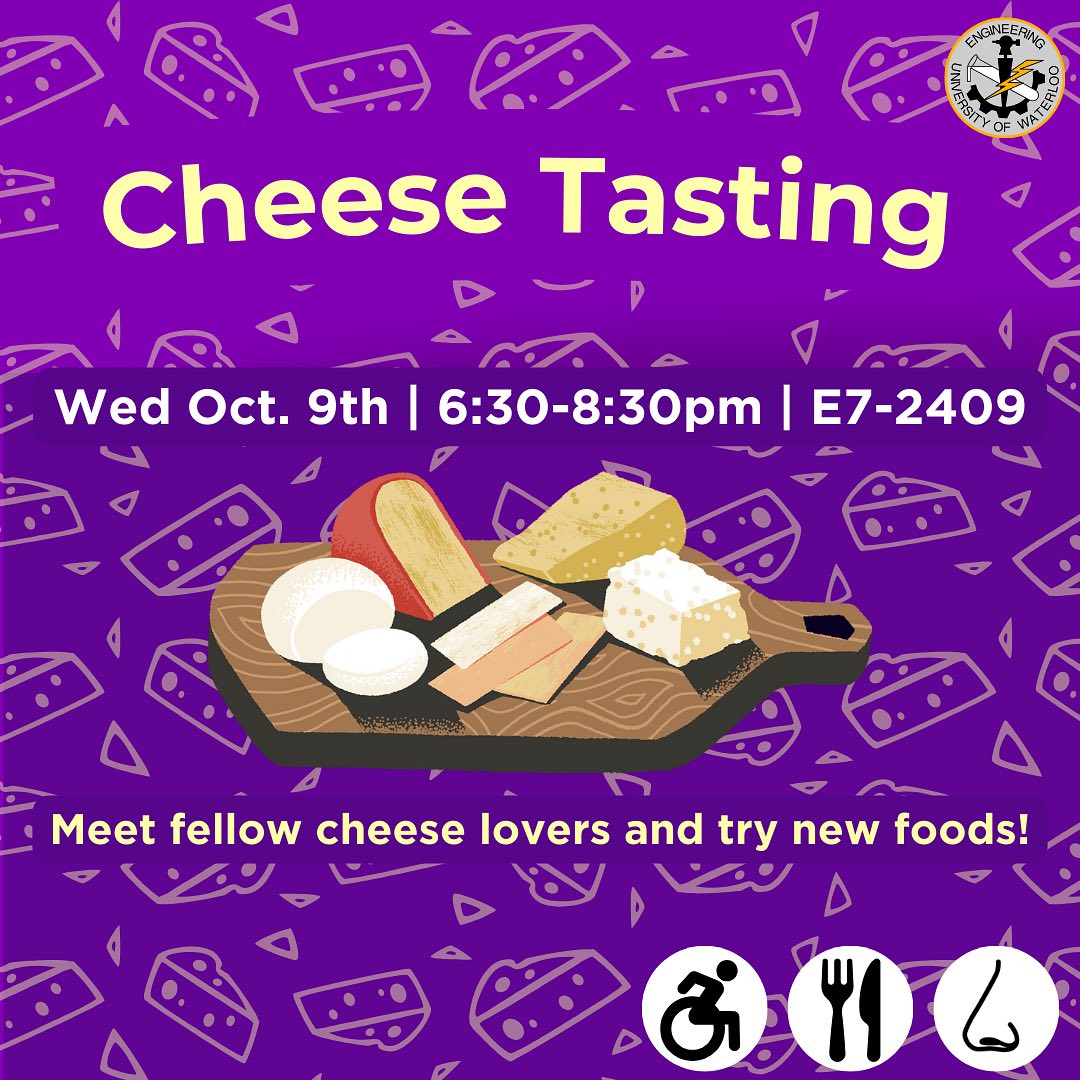 ENGINEERING
UNIVERSITY OF WATERLOO
Cheese Tasting
Wed Oct. 9th | 6:30-8:30pm | E7-2409
Meet fellow cheese lovers and try new foods!